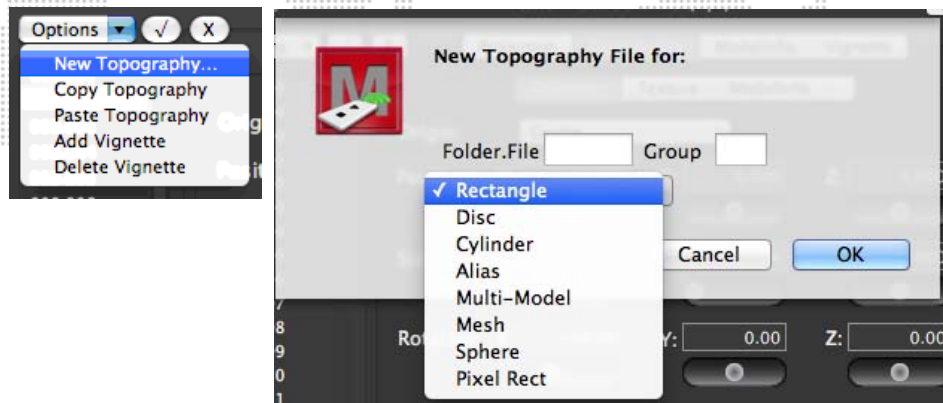 Options √ X
New Topography...
Copy Topography
Paste Topography
Add Vignette
Delete Vignette
M
New Topography File for:
Folder.File Group
✓ Rectangle
Disc
Cylinder
Alias
Multi-Model
Mesh
Sphere
Pixel Rect
Cancel OK
Y: 0.00 Z: 0.00